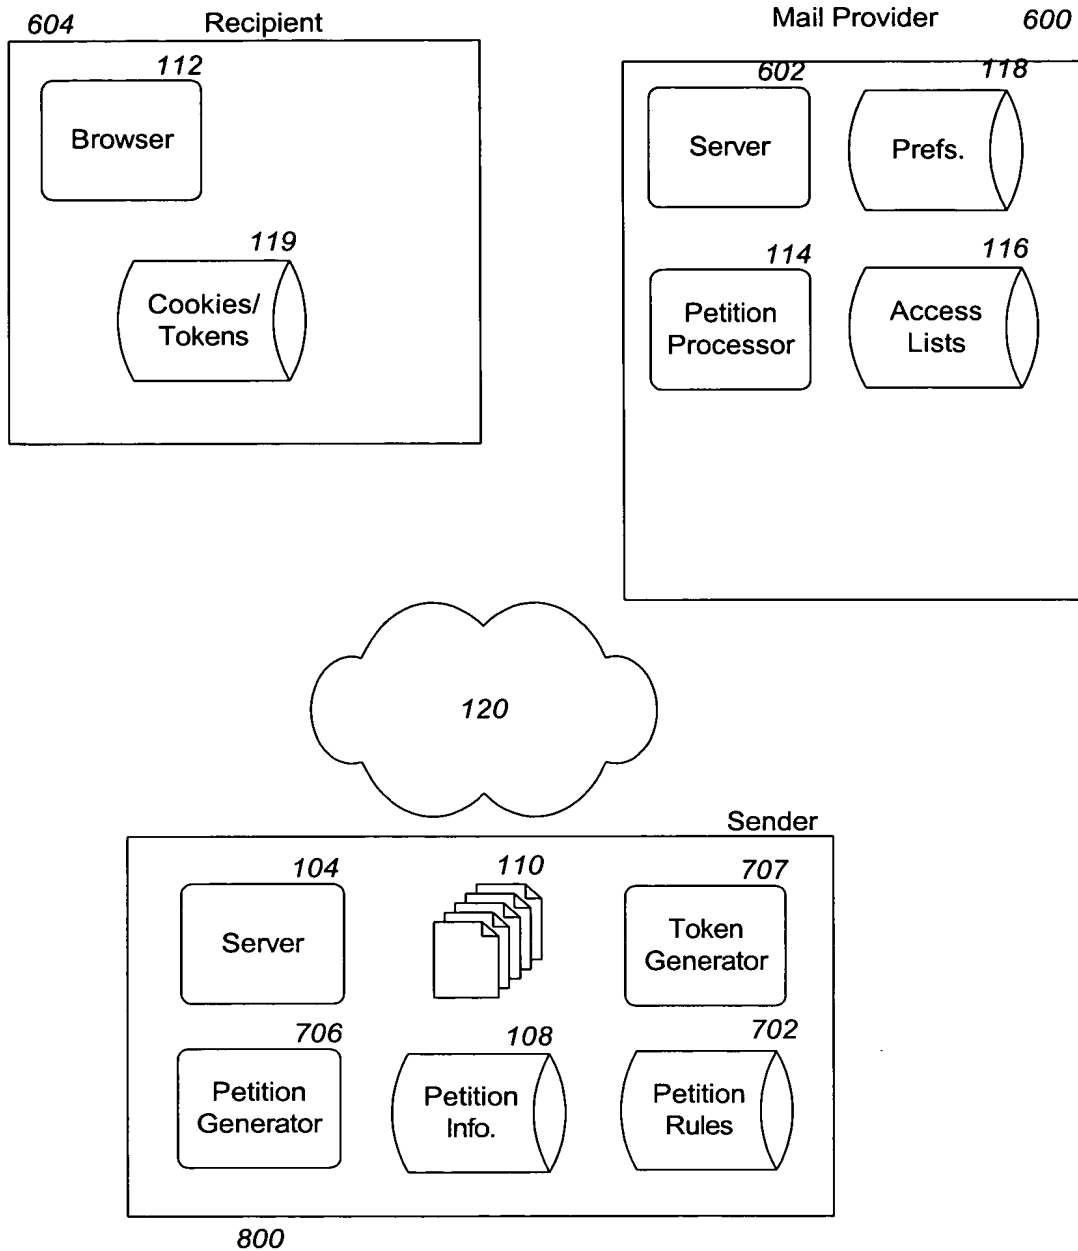 604 Recipient
112
Browser
119
Cookies/
Tokens
Mail Provider 600
602
Server
118
Prefs.
114
Petition
Processor
116
Access
Lists
120
Sender
104
Server
110
707
Token
Generator
706
Petition
Generator
108
Petition
Info.
702
Petition
Rules
800